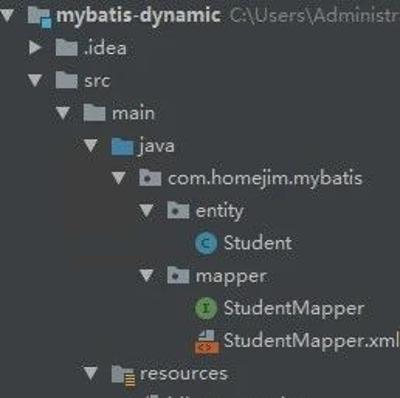 mybatis-dynamic C:\Users\Administr
.idea
src
main
java
com.homejim.mybatis
entity
Student
mapper
StudentMapper
StudentMapper.xml
resources